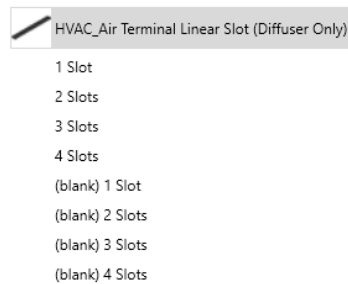 HVAC_Air Terminal Linear Slot (Diffuser Only)
1 Slot
2 Slots
3 Slots
4 Slots
(blank) 1 Slot
(blank) 2 Slots
(blank) 3 Slots
(blank) 4 Slots